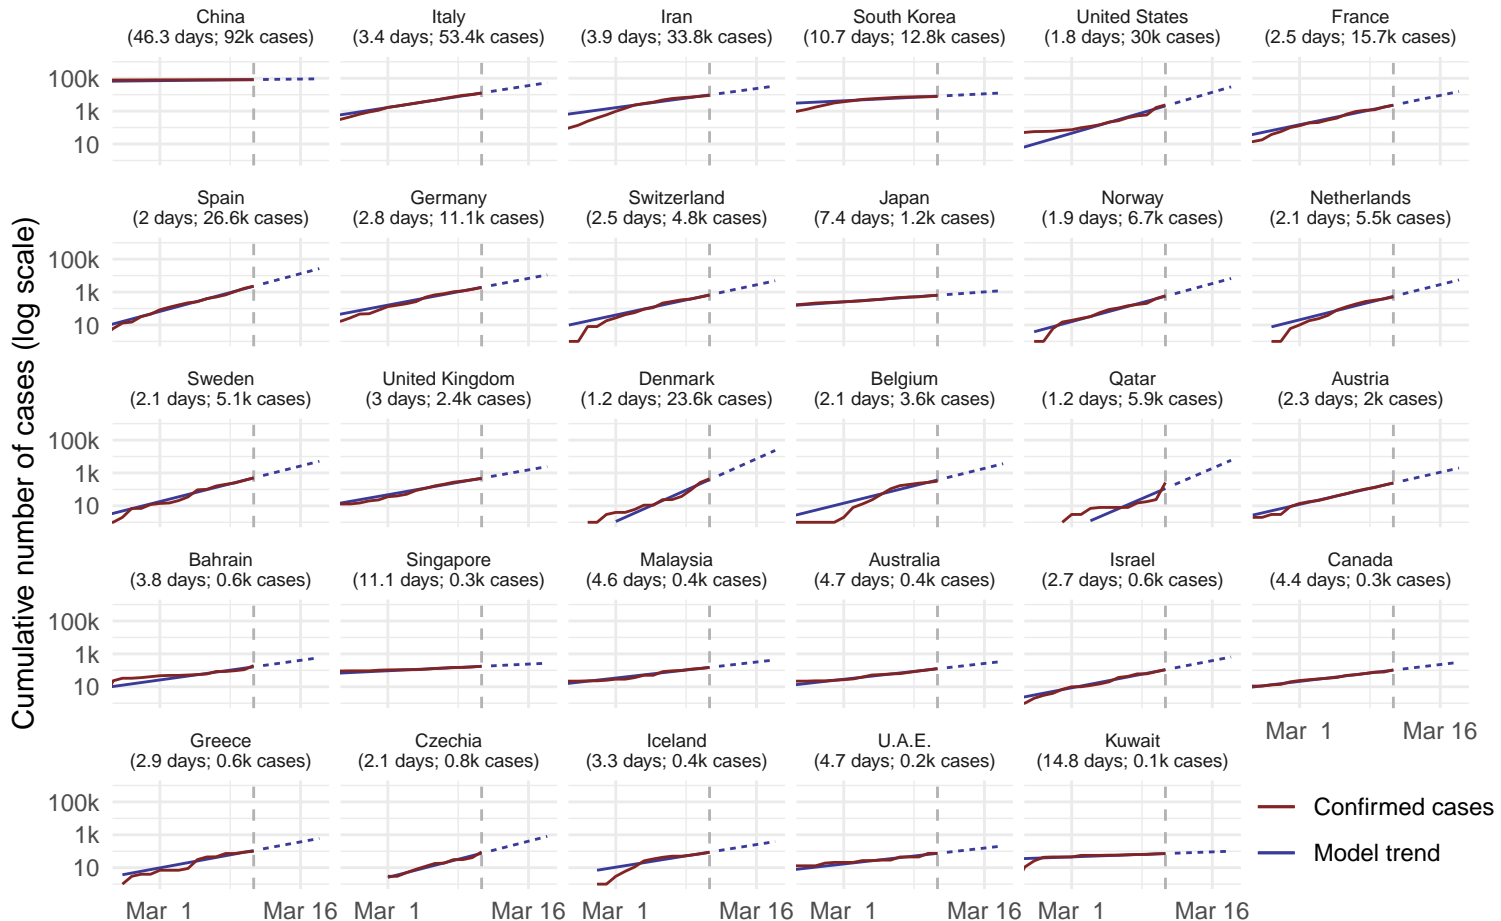 China
(46.3 days; 92k cases)
Italy
(3.4 days; 53.4k cases)
Iran
(3.9 days; 33.8k cases)
South Korea
(10.7 days; 12.8k cases)
United States
(1.8 days; 30k cases)
France
(2.5 days; 15.7k cases)
100k
1k
10
Spain
(2 days; 26.6k cases)
Germany
(2.8 days; 11.1k cases)
Switzerland
(2.5 days; 4.8k cases)
Japan
(7.4 days; 1.2k cases)
Norway
(1.9 days; 6.7k cases)
Netherlands
(2.1 days; 5.5k cases)
100k
1k
10
Cumulative number of cases (log scale)
Sweden
(2.1 days; 5.1k cases)
United Kingdom
(3 days; 2.4k cases)
Denmark
(1.2 days; 23.6k cases)
Belgium
(2.1 days; 3.6k cases)
Qatar
(1.2 days; 5.9k cases)
Austria
(2.3 days; 2k cases)
100k
1k
10
Bahrain
(3.8 days; 0.6k cases)
Singapore
(11.1 days; 0.3k cases)
Malaysia
(4.6 days; 0.4k cases)
Australia
(4.7 days; 0.4k cases)
Israel
(2.7 days; 0.6k cases)
Canada
(4.4 days; 0.3k cases)
100k
1k
10
Mar 1
Mar 16
Greece
(2.9 days; 0.6k cases)
Czechia
(2.1 days; 0.8k cases)
Iceland
(3.3 days; 0.4k cases)
U.A.E.
(4.7 days; 0.2k cases)
Kuwait
(14.8 days; 0.1k cases)
100k
1k
10
Confirmed cases
Model trend
Mar 1
Mar 16
Mar 1
Mar 16
Mar 1
Mar 16
Mar 1
Mar 16
Mar 1
Mar 16